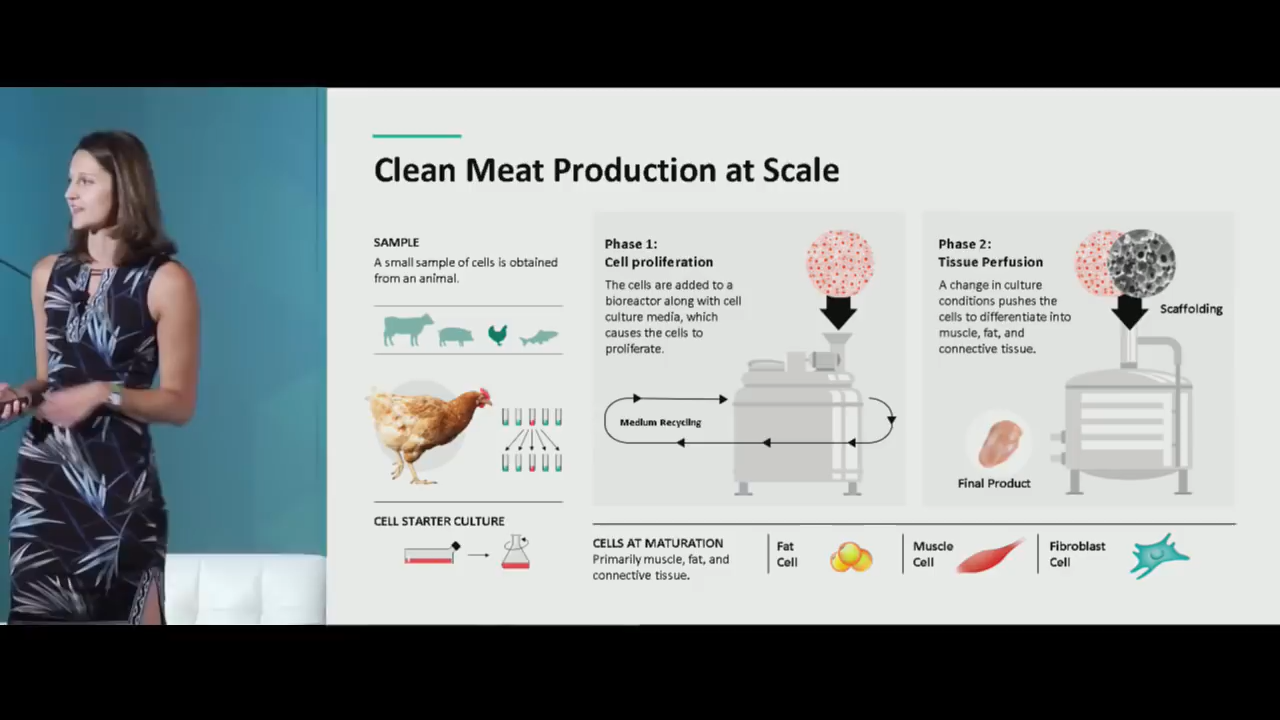 Clean Meat Production at Scale
SAMPLE
A small sample of cells is obtained
from an animal.
CELL STARTER CULTURE
Phase 1:
Cell proliferation
The cells are added to a
bioreactor along with cell
culture media, which
causes the cells to
proliferate.
Medium Recycling
Phase 2:
Tissue Perfusion
A change in culture
conditions pushes the
cells to differentiate into
muscle, fat, and
connective tissue.
Scaffolding
Final Product
CELLS AT MATURATION
Primarily muscle, fat, and
connective tissue.
Fat
Cell
Muscle
Cell
Fibroblast
Cell